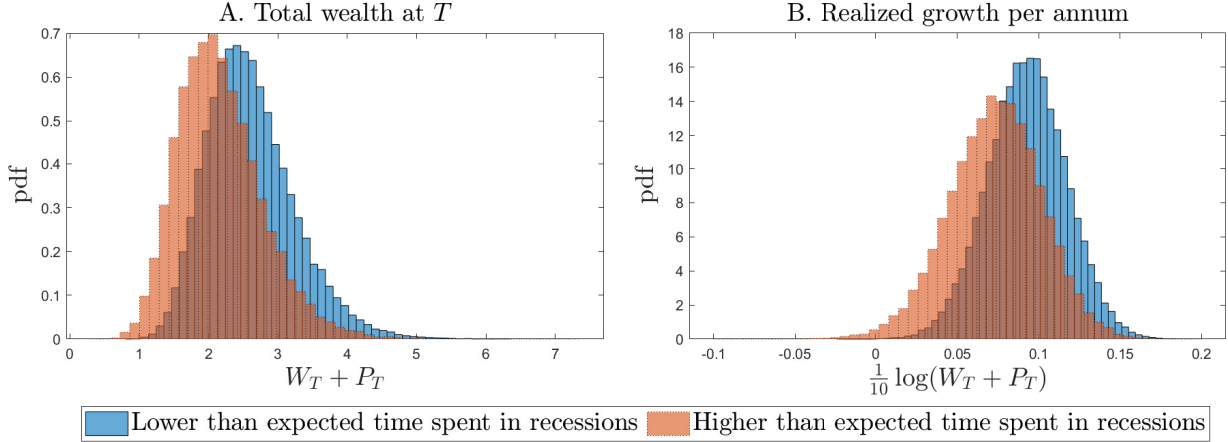 A. Total wealth at T
0.7
0.6
0.5
0.4
0.3
0.2
0.1
0
pdf
0 1 2 3 4 5 6 7
W_T + P_T
B. Realized growth per annum
18
16
14
12
10
8
6
4
2
0
pdf
-0.1 -0.05 0 0.05 0.1 0.15 0.2
1/10 log(W_T + P_T)
Lower than expected time spent in recessions Higher than expected time spent in recessions